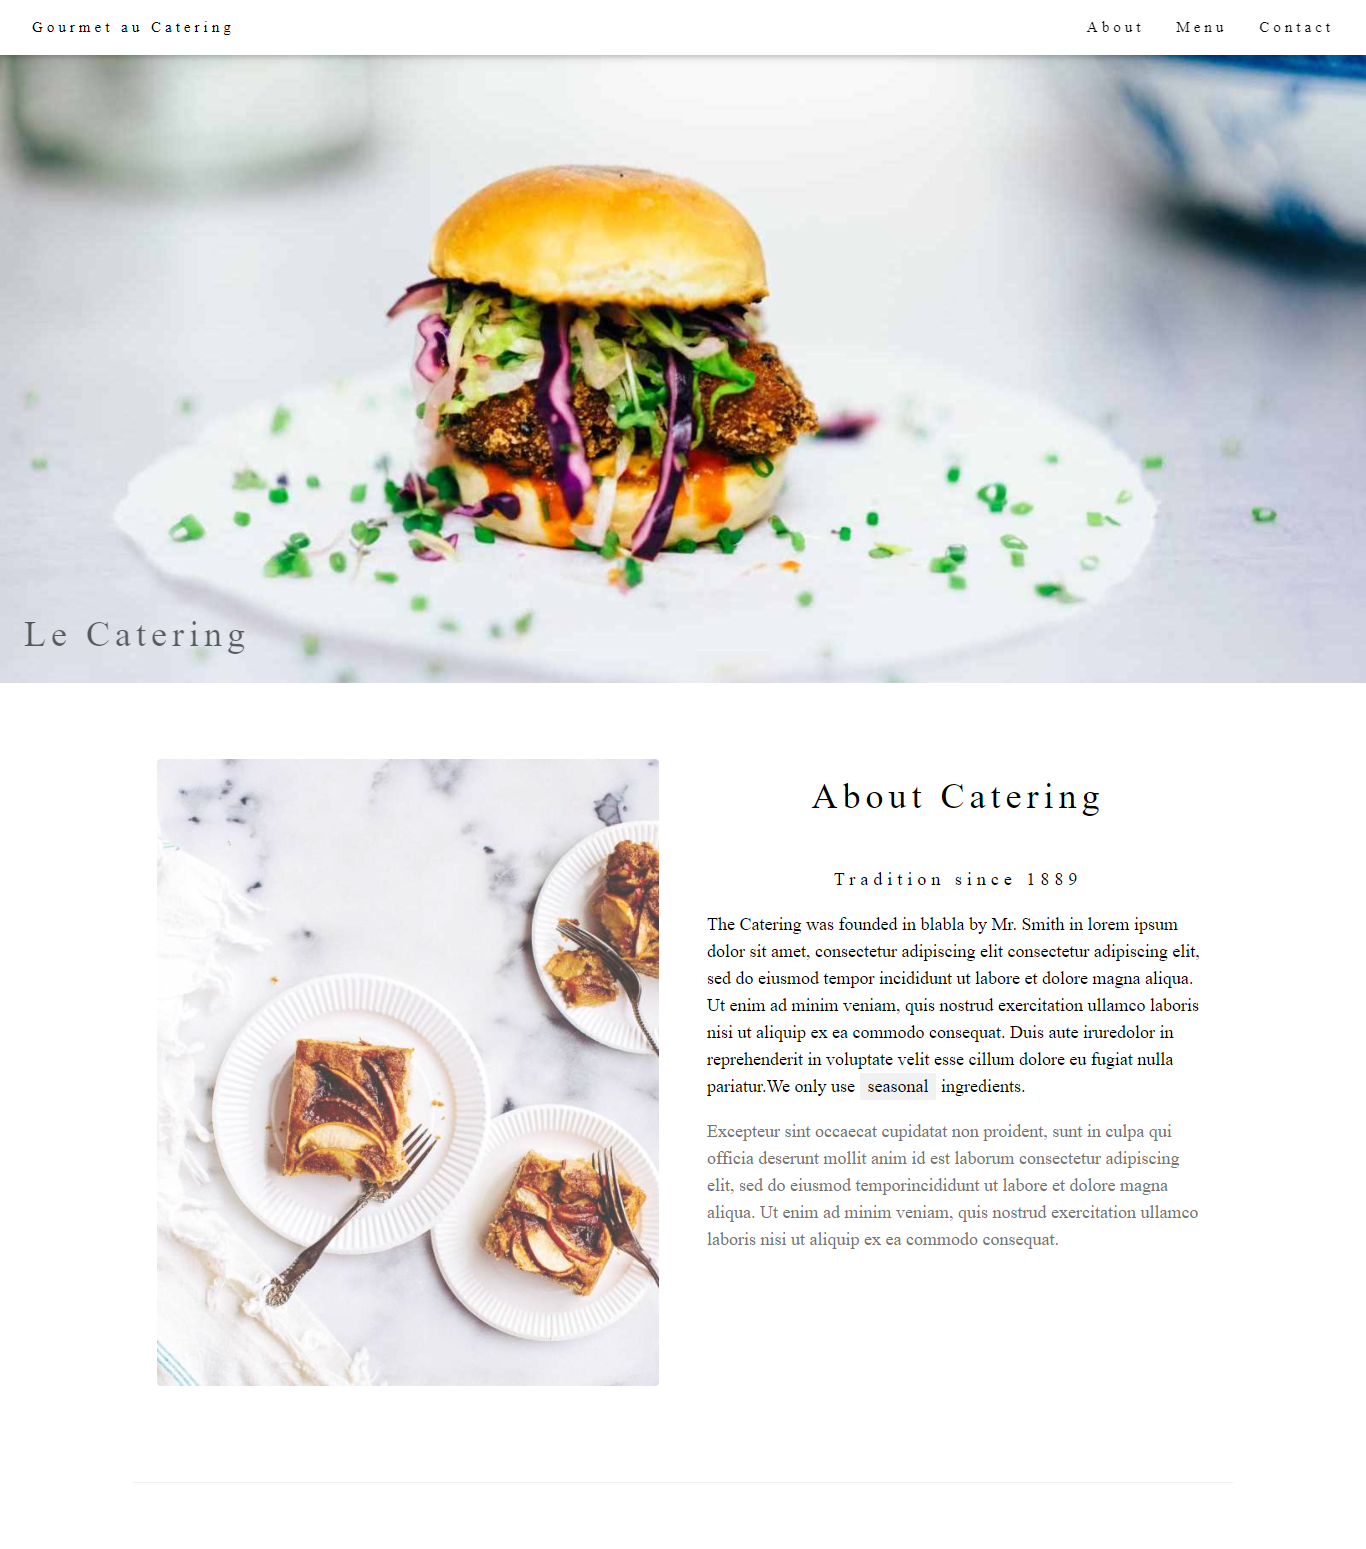 Gourmet au Catering
About Menu Contact
Le Catering
About Catering
Tradition since 1889
The Catering was founded in blabla by Mr. Smith in lorem ipsum
dolor sit amet, consectetur adipiscing elit consectetur adipiscing elit,
sed do eiusmod tempor incididunt ut labore et dolore magna aliqua.
Ut enim ad minim veniam, quis nostrud exercitation ullamco laboris
nisi ut aliquip ex ea commodo consequat. Duis aute iruredolor in
reprehenderit in voluptate velit esse cillum dolore eu fugiat nulla
pariatur.We only use seasonal ingredients.
Excepteur sint occaecat cupidatat non proident, sunt in culpa qui
officia deserunt mollit anim id est laborum consectetur adipiscing
elit, sed do eiusmod temporincididunt ut labore et dolore magna
aliqua. Ut enim ad minim veniam, quis nostrud exercitation ullamco
laboris nisi ut aliquip ex ea commodo consequat.